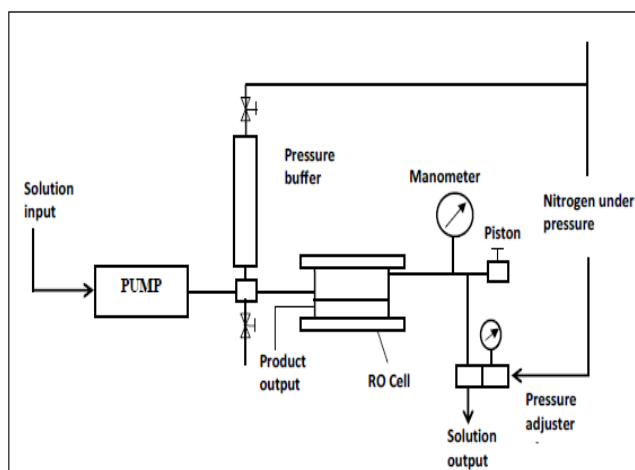 Solution
input
Pressure
buffer
Manometer
Nitrogen under
pressure
Piston
PUMP
Product
output
RO Cell
Pressure
adjuster
Solution
output